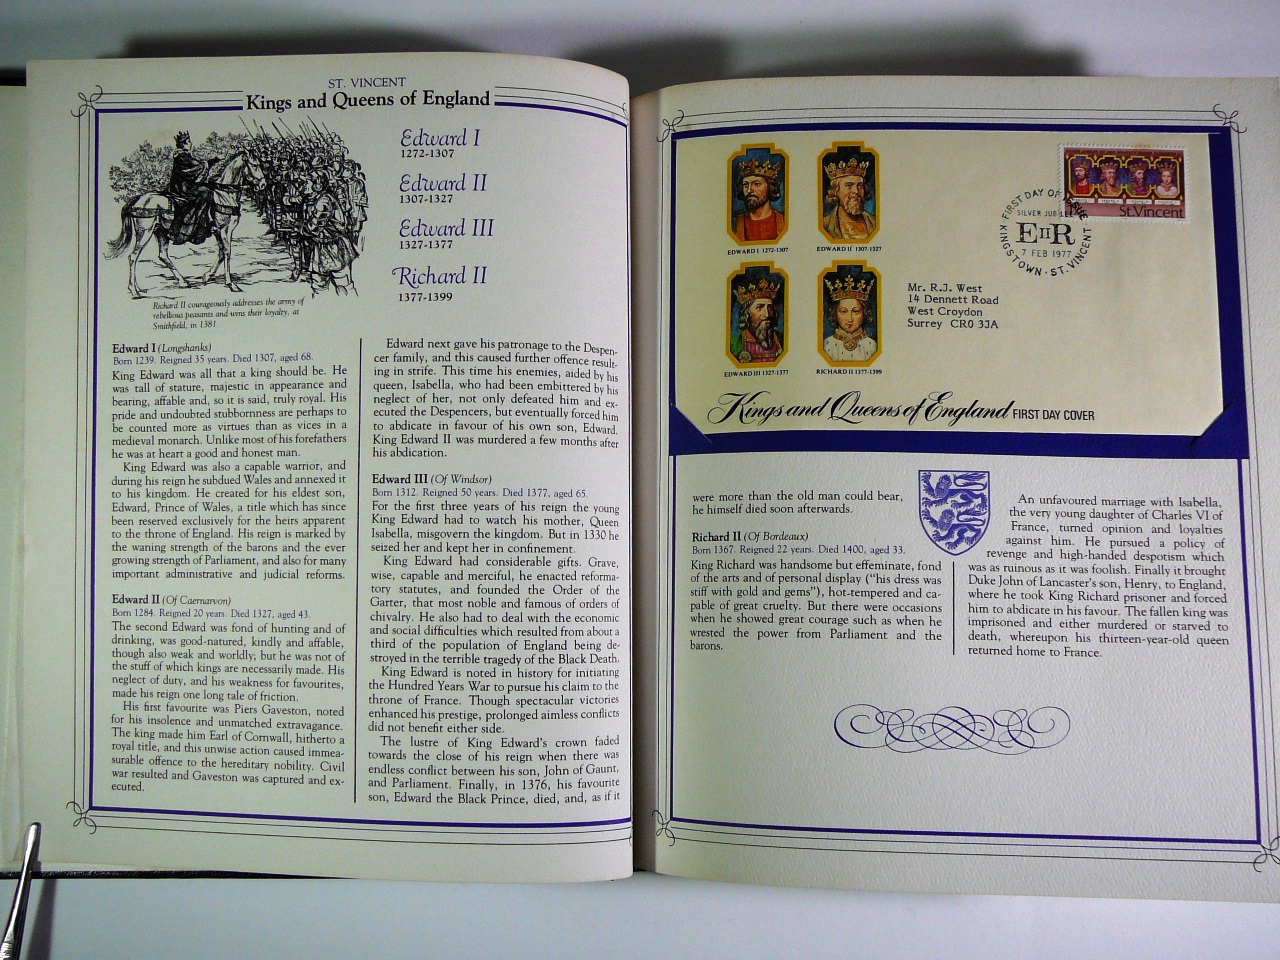 ST. VINCENT
Kings and Queens of England
Edward I
1272-1307
Edward II
1307-1327
Edward III
1327-1377
Richard II
1377-1399
Richard II courageously addresses the army of
rebellious peasants and wins their loyalty, at
Smithfield, in 1381
Edward I (Longshanks)
Born 1239. Reigned 35 years. Died 1307, aged 68.
King Edward was all that a king should be. He
was tall of stature, majestic in appearance and
bearing, affable and, so it is said, truly royal. His
pride and undoubted stubbornness are perhaps to
be counted more as virtues than as vices in a
medieval monarch. Unlike most of his forefathers
he was at heart a good and honest man.
King Edward was also a capable warrior, and
during his reign he subdued Wales and annexed it
to his kingdom. He created for his eldest son,
Edward, Prince of Wales, a title which has since
been reserved exclusively for the heirs apparent
to the throne of England. His reign is marked by
the waning strength of the barons and the ever
growing strength of Parliament, and also for many
important administrative and judicial reforms.
Edward II (Of Caernarvon)
Born 1284. Reigned 20 years. Died 1327, aged 43.
The second Edward was fond of hunting and of
drinking, was good-natured, kindly and affable,
though also weak and worldly; but he was not of
the stuff of which kings are necessarily made. His
neglect of duty, and his weakness for favourites,
made his reign one long tale of friction.
His first favourite was Piers Gaveston, noted
for his insolence and unmatched extravagance.
The king made him Earl of Cornwall, hitherto a
royal title, and this unwise action caused immea-
surable offence to the hereditary nobility. Civil
war resulted and Gaveston was captured and ex-
ecuted.
Edward next gave his patronage to the Despen-
cer family, and this caused further offence result-
ing in strife. This time his enemies, aided by his
queen, Isabella, who had been embittered by his
neglect of her, not only defeated him and ex-
ecuted the Despencers, but eventually forced him
to abdicate in favour of his own son, Edward.
King Edward II was murdered a few months after
his abdication.
Edward III (Of Windsor)
Born 1312. Reigned 50 years. Died 1377, aged 65.
For the first three years of his reign the young
King Edward had to watch his mother, Queen
Isabella, misgovern the kingdom. But in 1330 he
seized her and kept her in confinement.
King Edward had considerable gifts. Grave,
wise, capable and merciful, he enacted reforma-
tory statutes, and founded the Order of the
Garter, that most noble and famous of orders of
chivalry. He also had to deal with the economic
and social difficulties which resulted from about a
third of the population of England being de-
stroyed in the terrible tragedy of the Black Death.
King Edward is noted in history for initiating
the Hundred Years War to pursue his claim to the
throne of France. Though spectacular victories
enhanced his prestige, prolonged aimless conflicts
did not benefit either side.
The lustre of King Edward's crown faded
towards the close of his reign when there was
endless conflict between his son, John of Gaunt,
and Parliament. Finally, in 1376, his favourite
son, Edward the Black Prince, died, and, as if it
EDWARD I 1272-1307
EDWARD II 1307-1327
EDWARD III 1327-1377
RICHARD II 1377-1399
FIRST DAY OF ISSUE
SILVER JUBILEE
EIIR
7 FEB 1977
KINGSTOWN · ST. VINCENT
St Vincent
Mr. R.J. West
14 Dennett Road
West Croydon
Surrey CR0 3JA
Kings and Queens of England FIRST DAY COVER
were more than the old man could bear,
he himself died soon afterwards.
Richard II (Of Bordeaux)
Born 1367. Reigned 22 years. Died 1400, aged 33.
King Richard was handsome but effeminate, fond
of the arts and of personal display ("his dress was
stiff with gold and gems"), hot-tempered and ca-
pable of great cruelty. But there were occasions
when he showed great courage such as when he
wrested the power from Parliament and the
barons.
An unfavoured marriage with Isabella,
the very young daughter of Charles VI of
France, turned opinion and loyalties
against him. He pursued a policy of
revenge and high-handed despotism which
was as ruinous as it was foolish. Finally it brought
Duke John of Lancaster's son, Henry, to England,
where he took King Richard prisoner and forced
him to abdicate in his favour. The fallen king was
imprisoned and either murdered or starved to
death, whereupon his thirteen-year-old queen
returned home to France.